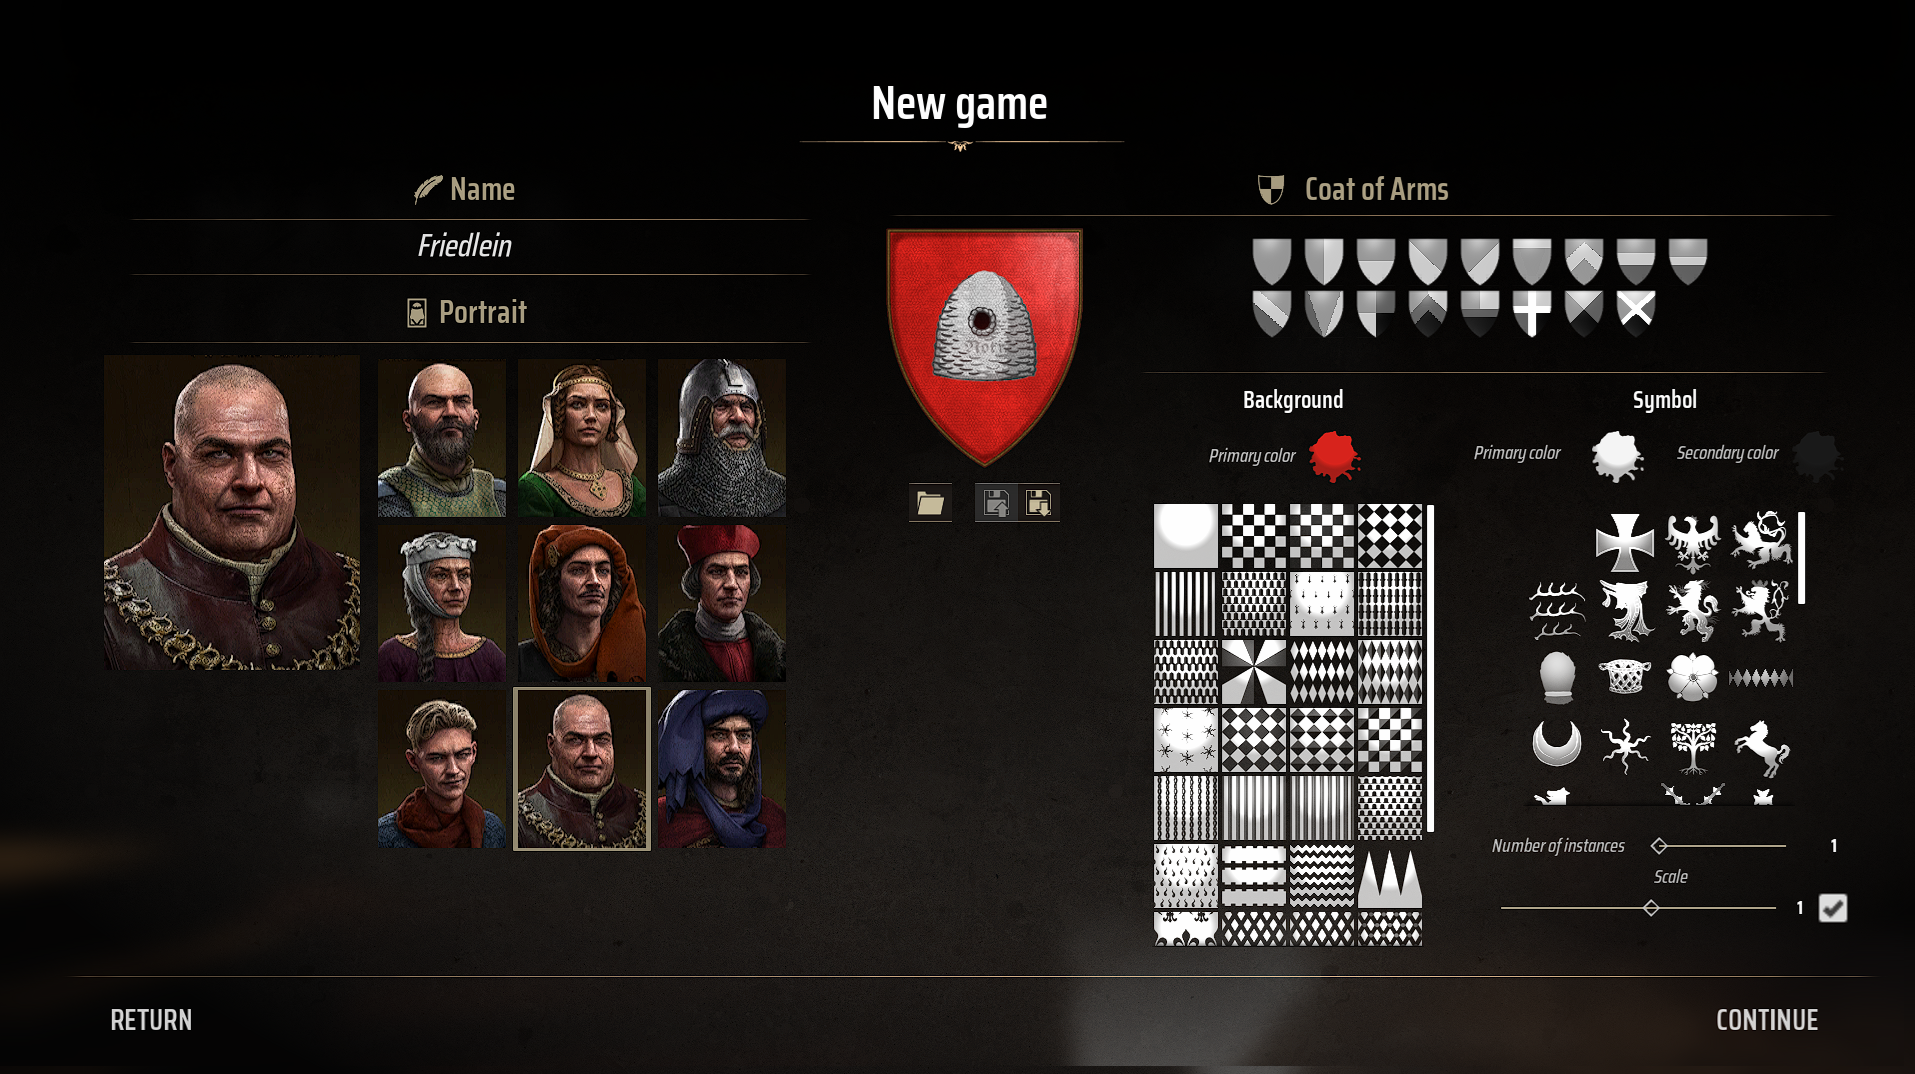 New game
Name
Friedlein
Portrait
Coat of Arms
Background
Symbol
Primary color
Primary color
Secondary color
Number of instances
1
Scale
1
RETURN
CONTINUE